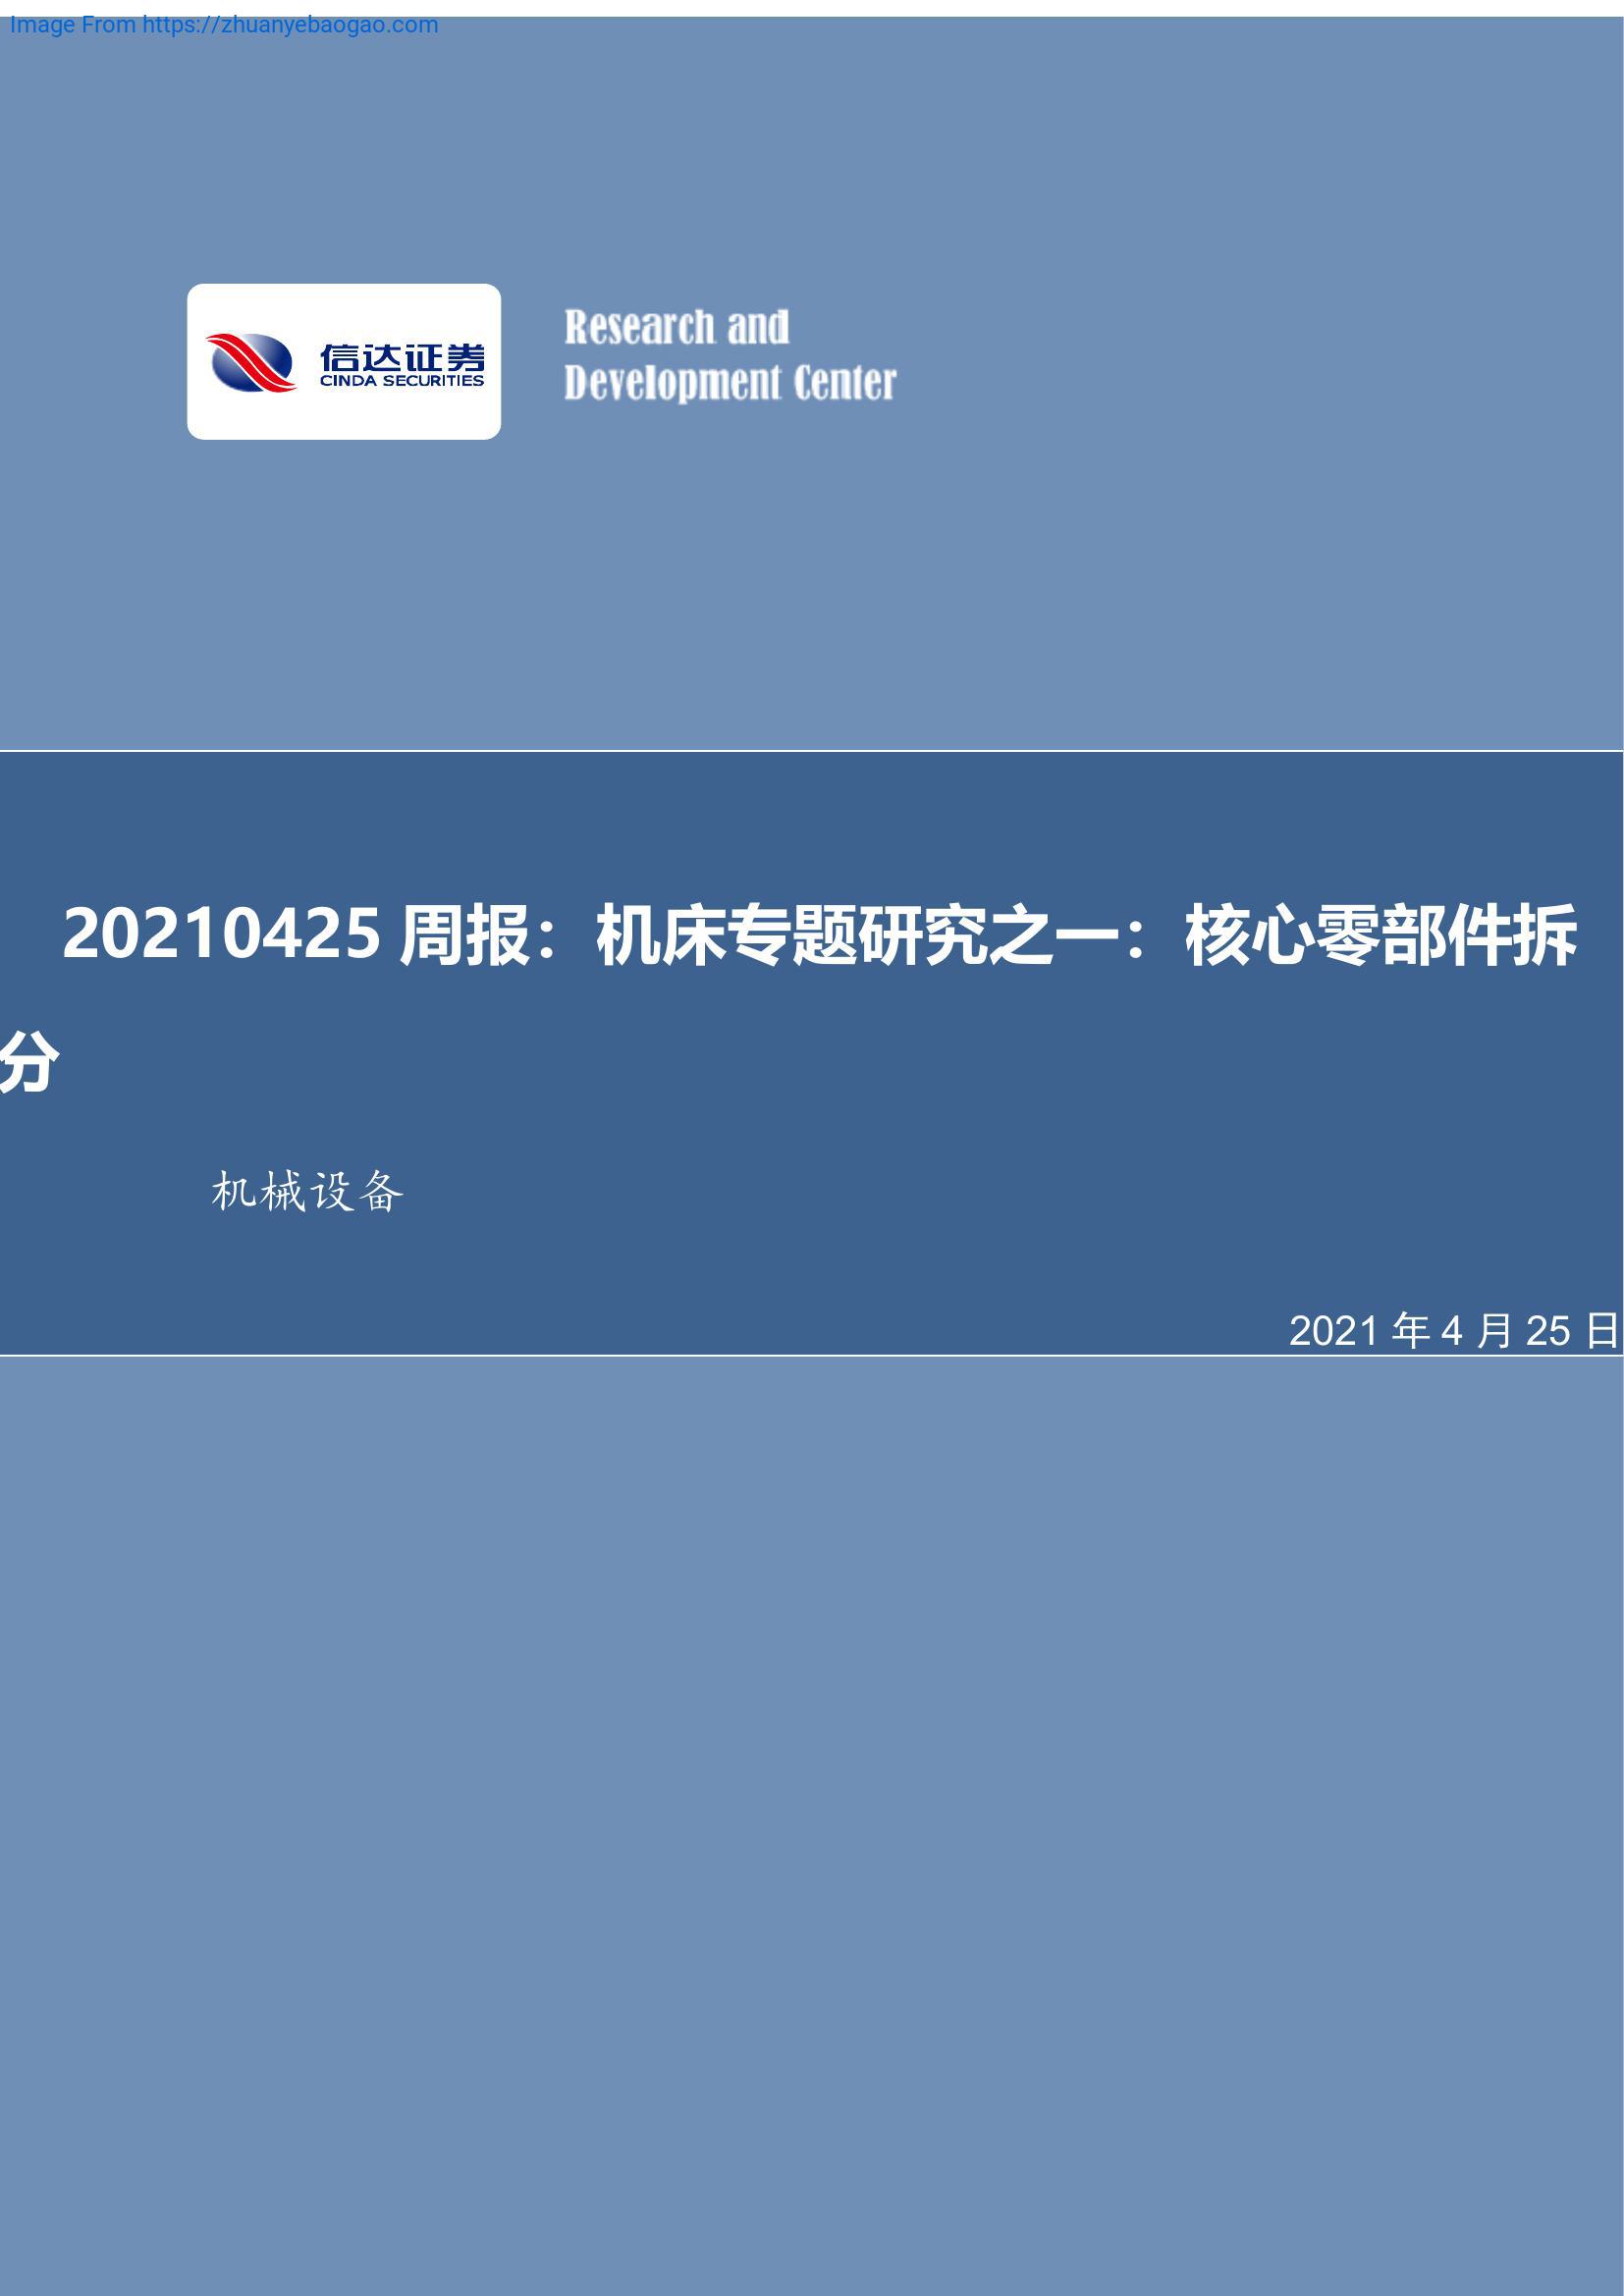 Image From https://zhuanyebaogao.com
信达证券
CINDA SECURITIES
Research and
Development Center
20210425 周报：机床专题研究之一：核心零部件拆
分
机械设备
2021 年 4 月 25 日